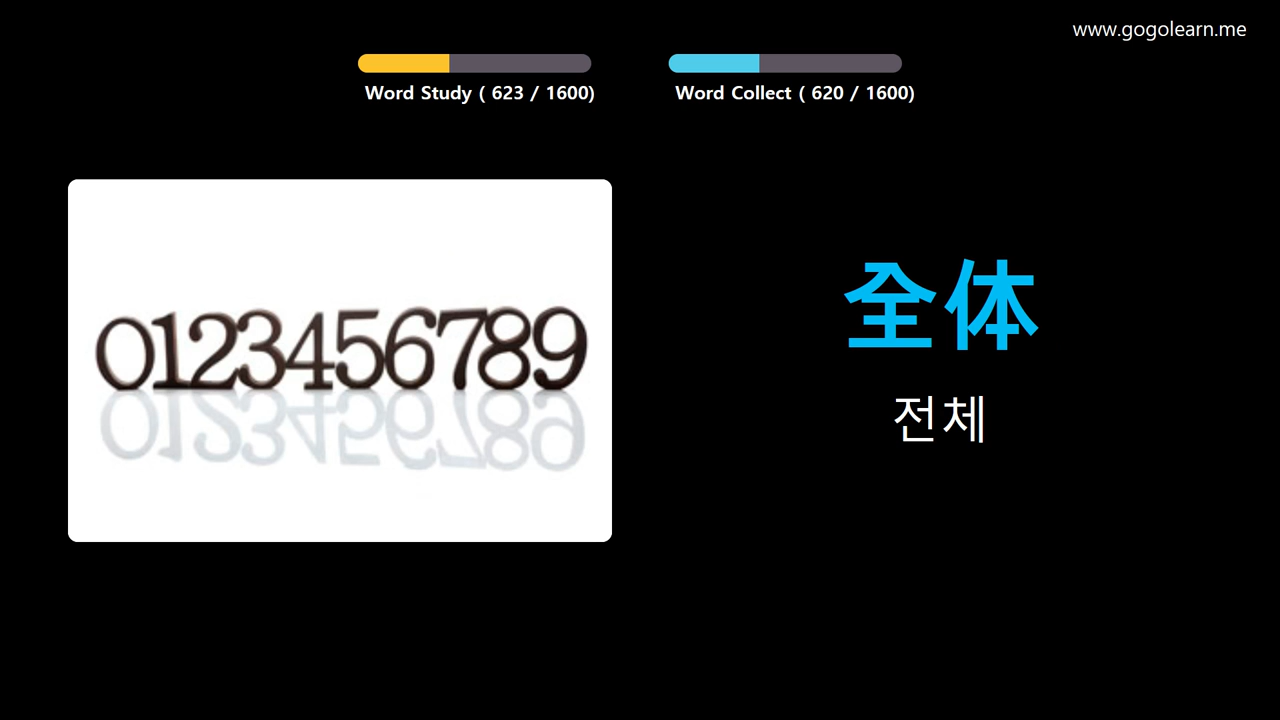 www.gogolearn.me
Word Study ( 623 / 1600)
Word Collect ( 620 / 1600)
0123456789
全体
전체